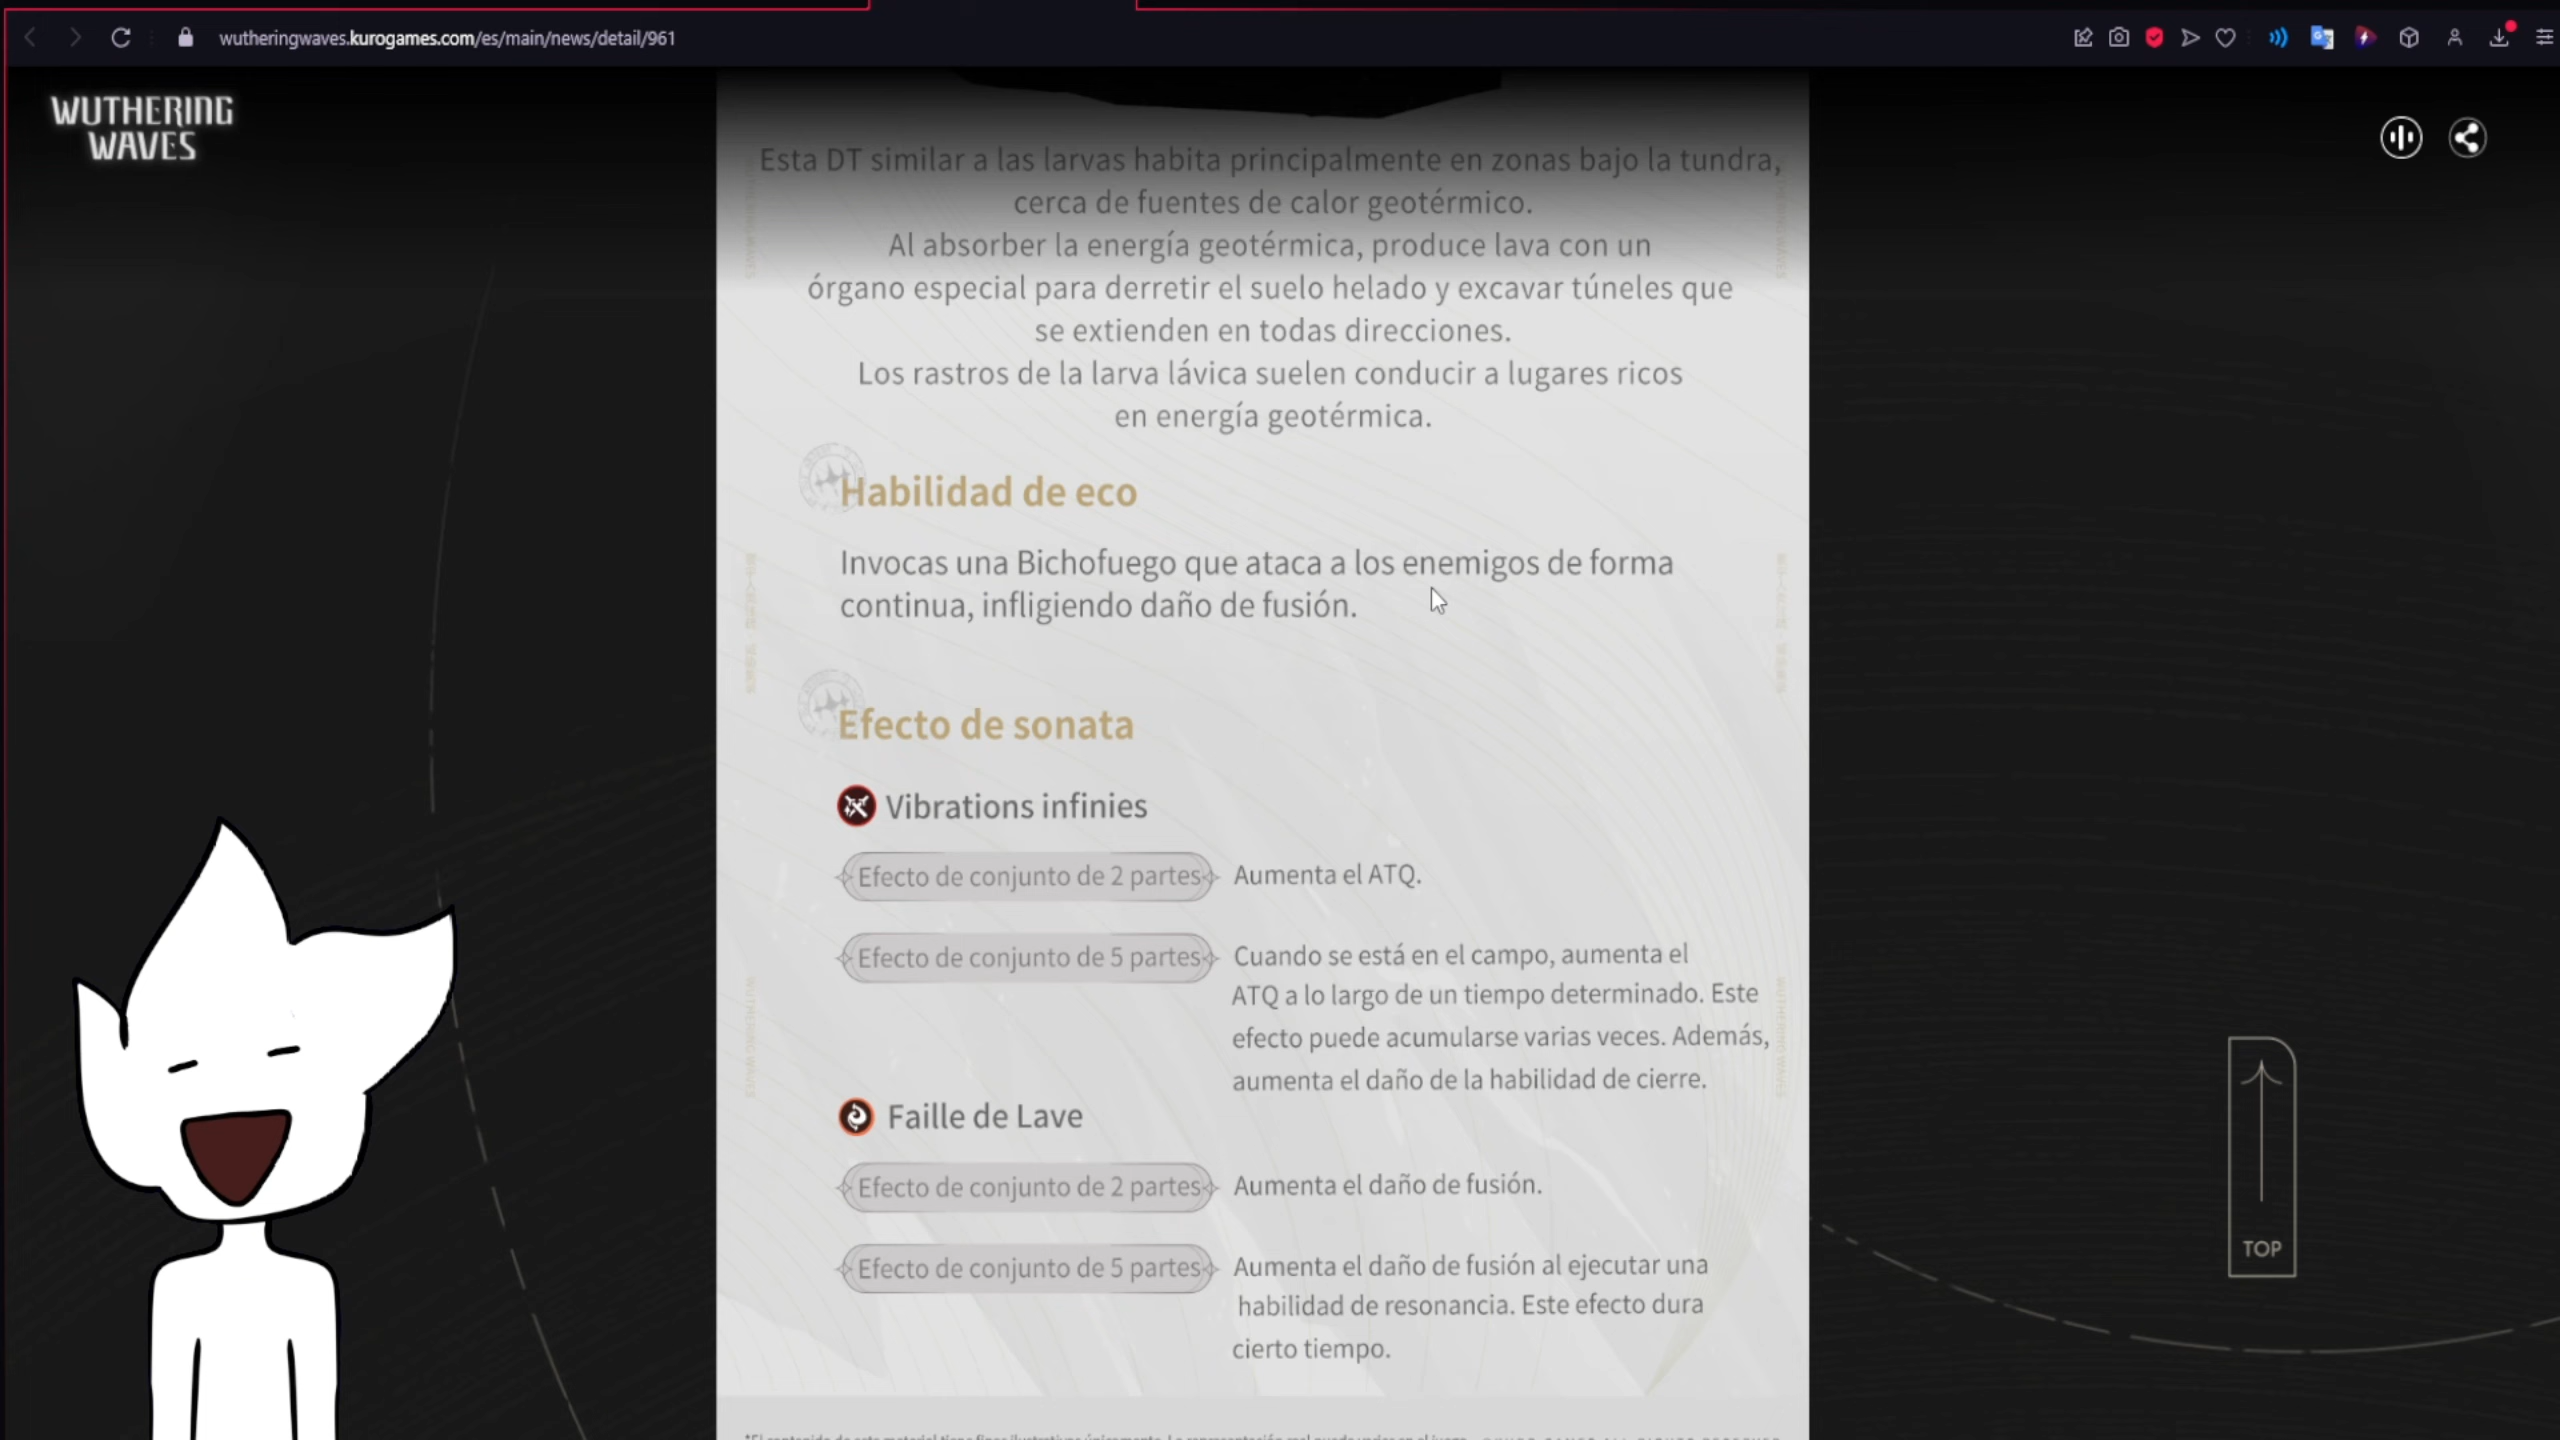 wutheringwaves.kurogames.com/es/main/news/detail/961
WUTHERING
WAVES
Esta DT similar a las larvas habita principalmente en zonas bajo la tundra,
cerca de fuentes de calor geotérmico.
Al absorber la energía geotérmica, produce lava con un
órgano especial para derretir el suelo helado y excavar túneles que
se extienden en todas direcciones.
Los rastros de la larva lávica suelen conducir a lugares ricos
en energía geotérmica.
Habilidad de eco
Invocas una Bichofuego que ataca a los enemigos de forma
continua, infligiendo daño de fusión.
Efecto de sonata
Vibrations infinies
Efecto de conjunto de 2 partes Aumenta el ATQ.
Efecto de conjunto de 5 partes Cuando se está en el campo, aumenta el
ATQ a lo largo de un tiempo determinado. Este
efecto puede acumularse varias veces. Además,
aumenta el daño de la habilidad de cierre.
Faille de Lave
Efecto de conjunto de 2 partes Aumenta el daño de fusión.
Efecto de conjunto de 5 partes Aumenta el daño de fusión al ejecutar una
habilidad de resonancia. Este efecto dura
cierto tiempo.
TOP